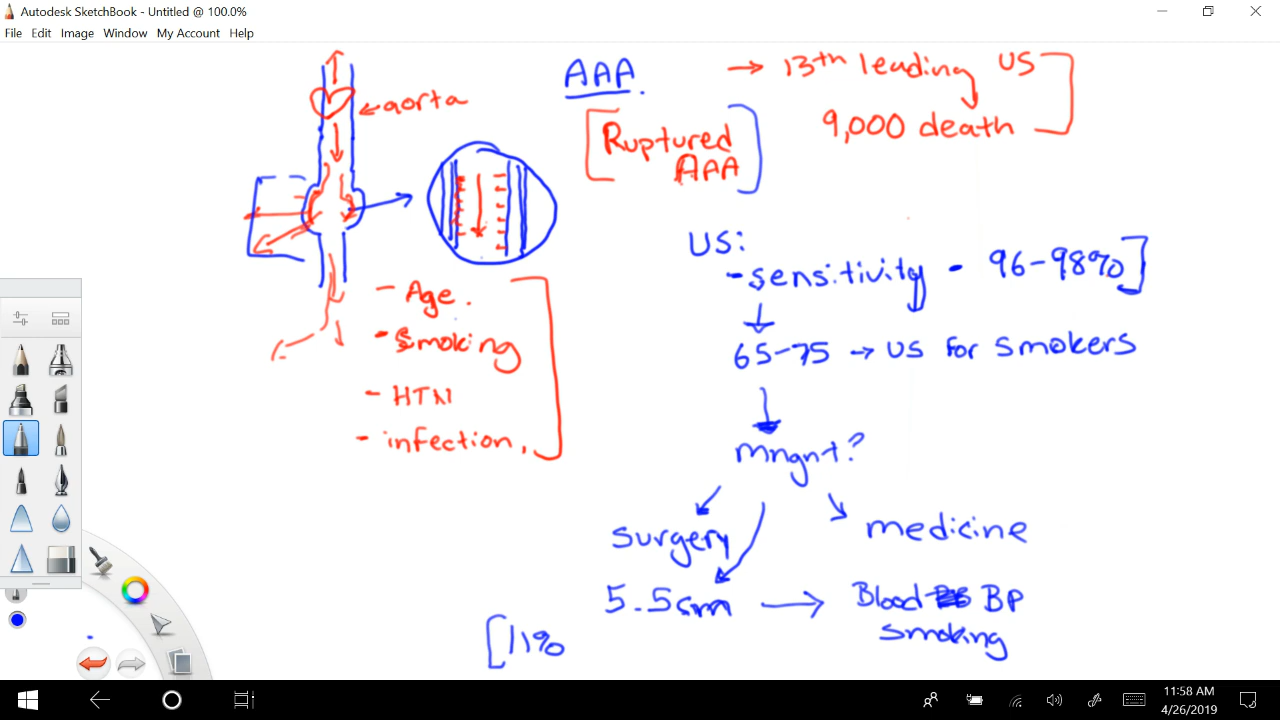 Autodesk SketchBook - Untitled @ 100.0%
File Edit Image Window My Account Help
AAA.
→ 13th leading US
9,000 death
← aorta
[Ruptured
AAA]
US:
- sensitivity - 96-98%]
65-75 → US for smokers
- Age.
- smoking
- HTN
- infection.
mngnt?
surgery
medicine
5.5cm → Blood BP
smoking
[11%
11:58 AM
4/26/2019